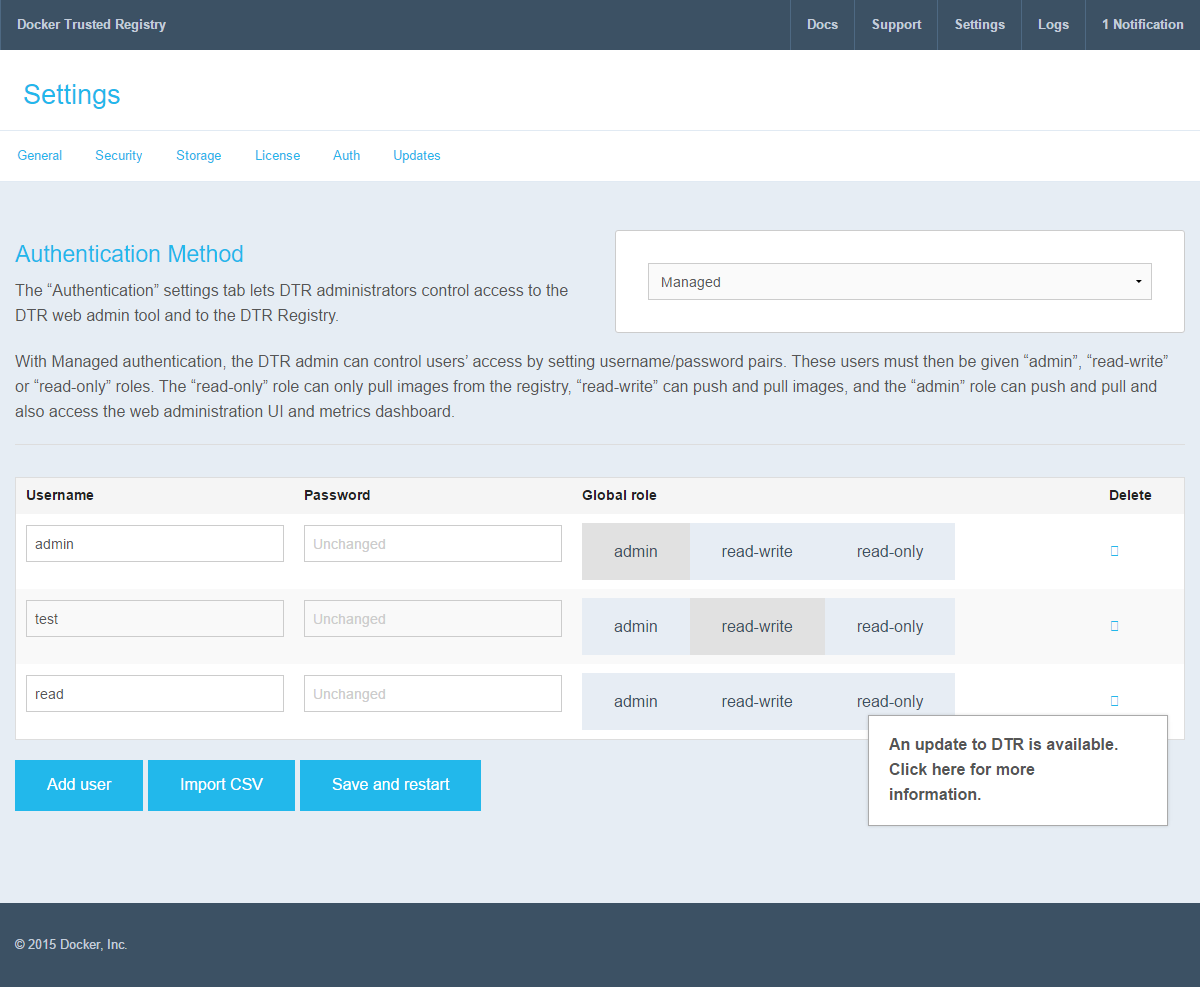 Docker Trusted Registry Docs Support Settings Logs 1 Notification
Settings
General Security Storage License Auth Updates
Authentication Method
The “Authentication” settings tab lets DTR administrators control access to the
DTR web admin tool and to the DTR Registry.
Managed
With Managed authentication, the DTR admin can control users’ access by setting username/password pairs. These users must then be given “admin”, “read-write”
or “read-only” roles. The “read-only” role can only pull images from the registry, “read-write” can push and pull images, and the “admin” role can push and pull and
also access the web administration UI and metrics dashboard.
Username Password Global role Delete
admin Unchanged admin read-write read-only
test Unchanged admin read-write read-only
read Unchanged admin read-write read-only
An update to DTR is available.
Click here for more
information.
Add user Import CSV Save and restart
© 2015 Docker, Inc.